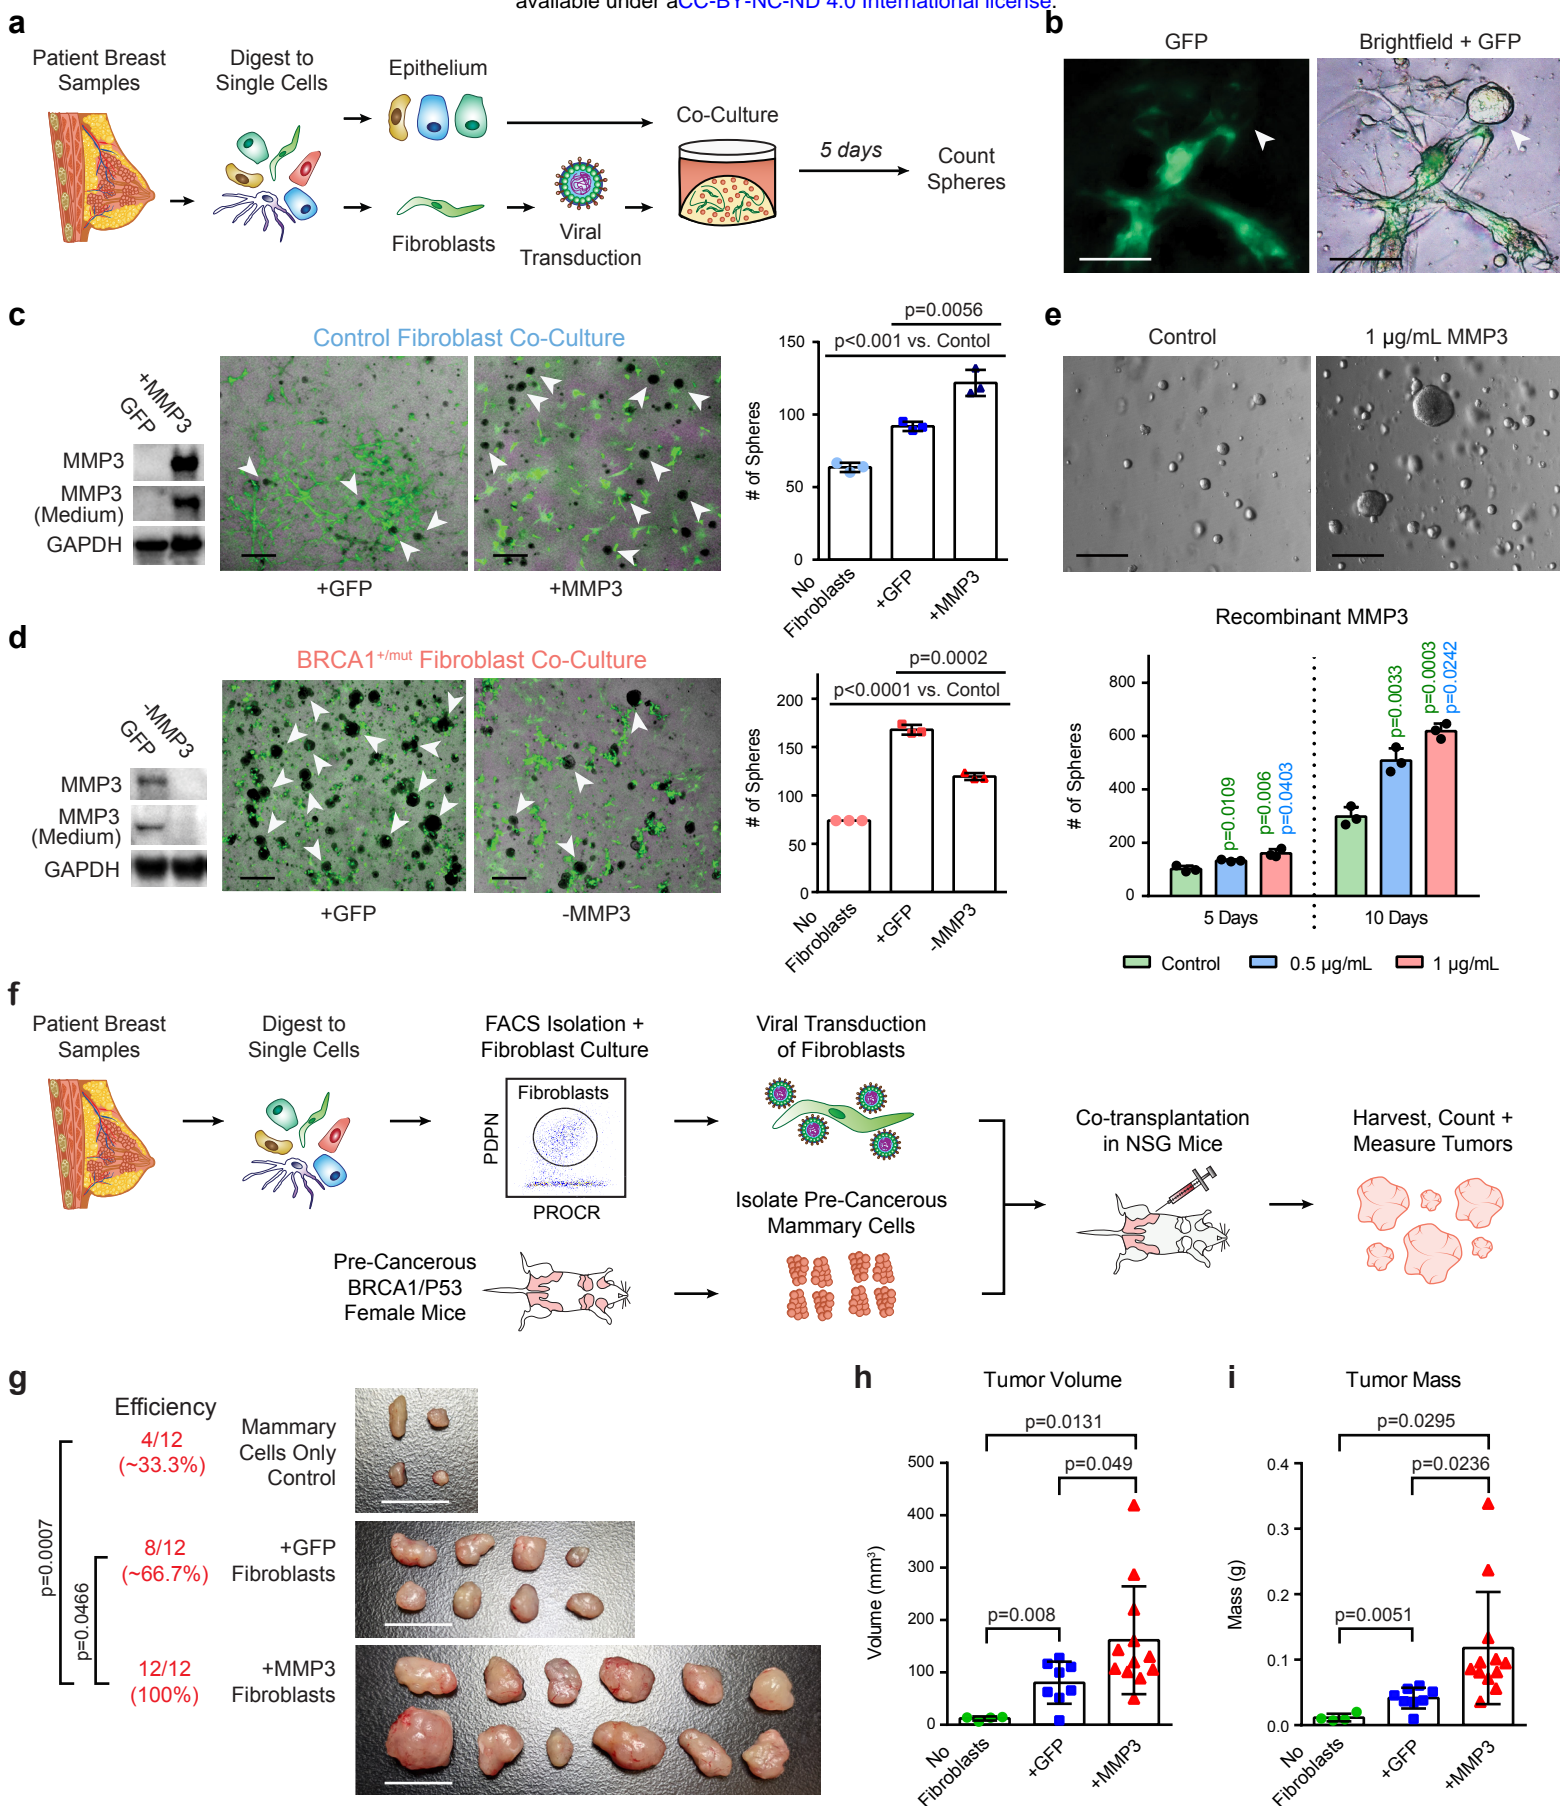 available under aCC-BY-NC-ND 4.0 International license.
a
Patient Breast
Samples
Digest to
Single Cells
Epithelium
Fibroblasts
Viral
Transduction
Co-Culture
5 days
Count
Spheres
b
GFP
Brightfield + GFP
c
Control Fibroblast Co-Culture
GFP
+MMP3
MMP3
MMP3
(Medium)
GAPDH
+GFP
+MMP3
p=0.0056
p<0.001 vs. Contol
# of Spheres
150
100
50
0
No
Fibroblasts
+GFP
+MMP3
d
BRCA1+/mut Fibroblast Co-Culture
GFP
-MMP3
MMP3
MMP3
(Medium)
GAPDH
+GFP
-MMP3
p=0.0002
p<0.0001 vs. Contol
# of Spheres
200
150
100
50
0
No
Fibroblasts
+GFP
-MMP3
e
Control
1 µg/mL MMP3
Recombinant MMP3
# of Spheres
800
600
400
200
0
p=0.0109
p=0.006
p=0.0403
p=0.0033
p=0.0003
p=0.0242
5 Days
10 Days
Control
0.5 µg/mL
1 µg/mL
f
Patient Breast
Samples
Digest to
Single Cells
FACS Isolation +
Fibroblast Culture
Fibroblasts
PDPN
PROCR
Viral Transduction
of Fibroblasts
Pre-Cancerous
BRCA1/P53
Female Mice
Isolate Pre-Cancerous
Mammary Cells
Co-transplantation
in NSG Mice
Harvest, Count +
Measure Tumors
g
Efficiency
4/12
(~33.3%)
Mammary
Cells Only
Control
8/12
(~66.7%)
+GFP
Fibroblasts
12/12
(100%)
+MMP3
Fibroblasts
p=0.0007
p=0.0466
h
Tumor Volume
p=0.0131
p=0.049
p=0.008
Volume (mm3)
500
400
300
200
100
0
No
Fibroblasts
+GFP
+MMP3
i
Tumor Mass
p=0.0295
p=0.0236
p=0.0051
Mass (g)
0.4
0.3
0.2
0.1
0.0
No
Fibroblasts
+GFP
+MMP3